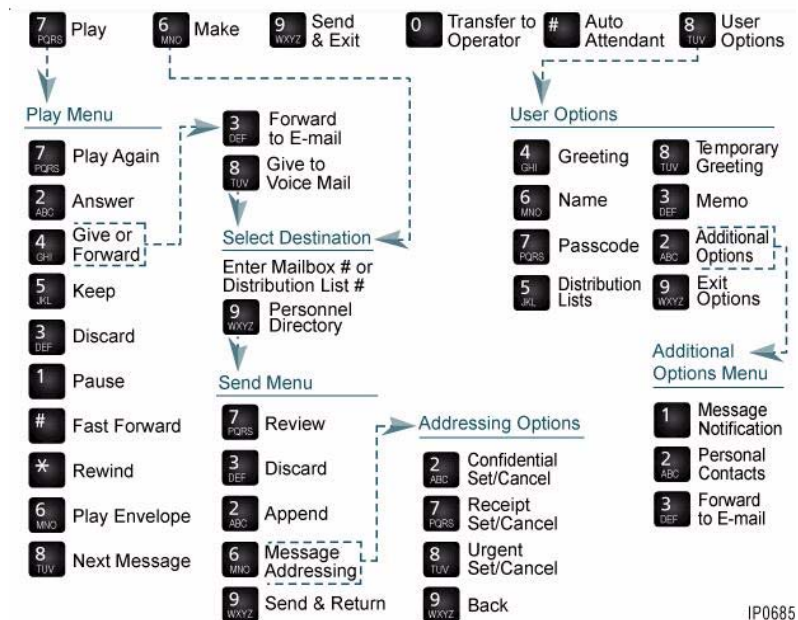 7 PQRS Play
6 MNO Make
9 WXYZ Send & Exit
0 Transfer to Operator
# Auto Attendant
8 TUV User Options
Play Menu
7 PQRS Play Again
2 ABC Answer
4 GHI Give or Forward
5 JKL Keep
3 DEF Discard
1 Pause
# Fast Forward
* Rewind
6 MNO Play Envelope
8 TUV Next Message
3 DEF Forward to E-mail
8 TUV Give to Voice Mail
Select Destination
Enter Mailbox # or
Distribution List #
9 WXYZ Personnel Directory
Send Menu
7 PQRS Review
3 DEF Discard
2 ABC Append
6 MNO Message Addressing
9 WXYZ Send & Return
Addressing Options
2 ABC Confidential Set/Cancel
7 PQRS Receipt Set/Cancel
8 TUV Urgent Set/Cancel
9 WXYZ Back
User Options
4 GHI Greeting
8 TUV Temporary Greeting
6 MNO Name
3 DEF Memo
7 PQRS Passcode
2 ABC Additional Options
5 JKL Distribution Lists
9 WXYZ Exit Options
Additional
Options Menu
1 Message Notification
2 ABC Personal Contacts
3 DEF Forward to E-mail
IP0685